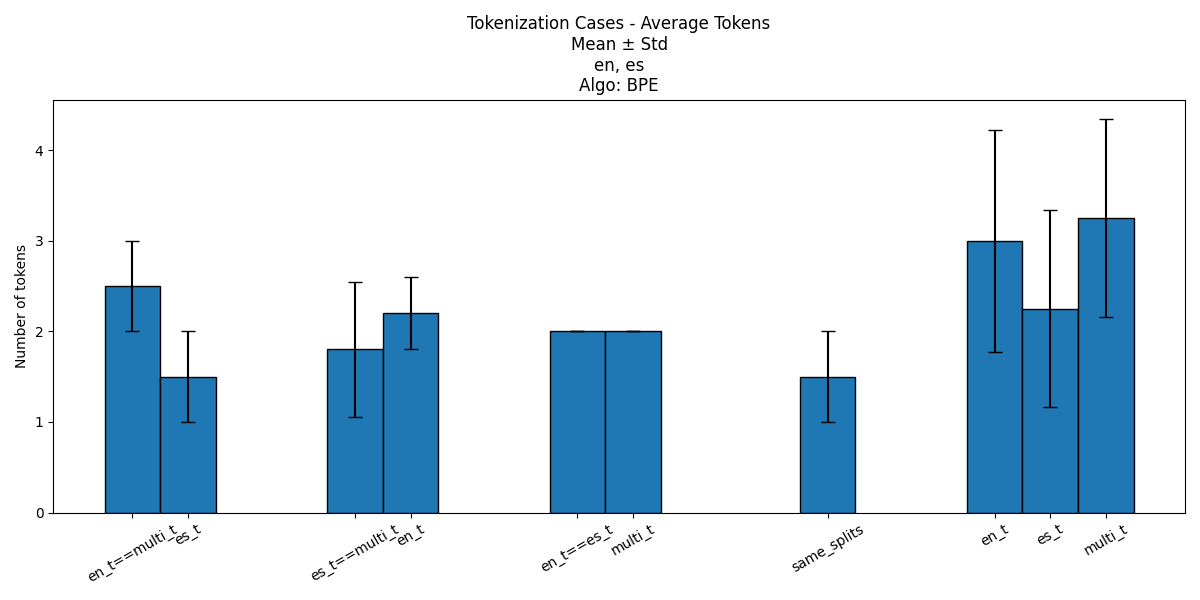 Tokenization Cases - Average Tokens
Mean ± Std
en, es
Algo: BPE
Number of tokens
4
3
2
1
0
en_t==multi_t
es_t
es_t==multi_t
en_t
en_t==es_t
multi_t
same_splits
en_t
es_t
multi_t